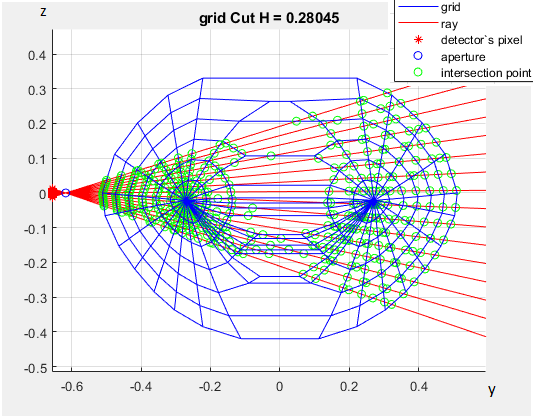 z
grid Cut H = 0.28045
grid
ray
detector`s pixel
aperture
intersection point
0.4
0.3
0.2
0.1
0
-0.1
-0.2
-0.3
-0.4
-0.5
-0.6
-0.4
-0.2
0
0.2
0.4
y